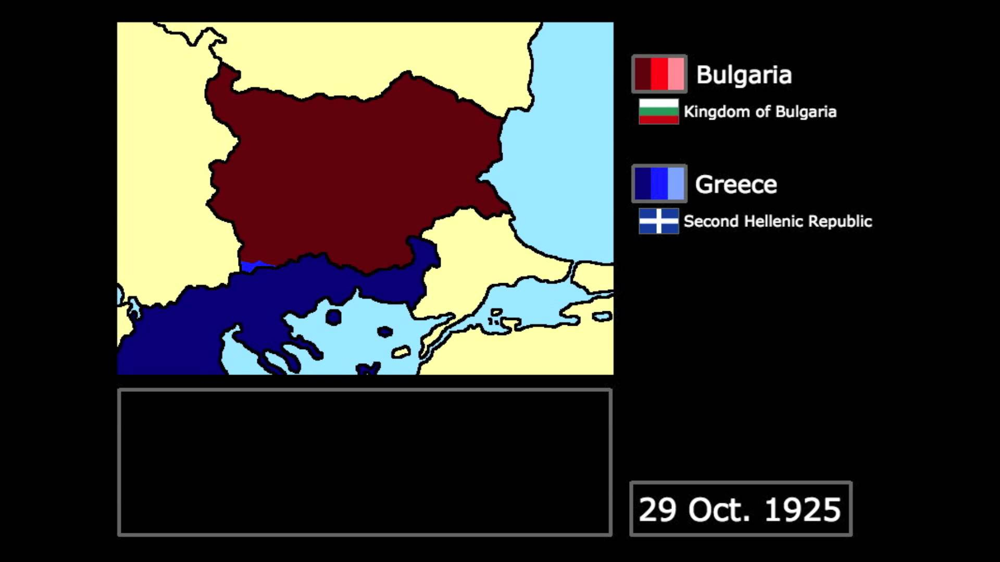 Bulgaria
Kingdom of Bulgaria
Greece
Second Hellenic Republic
29 Oct. 1925